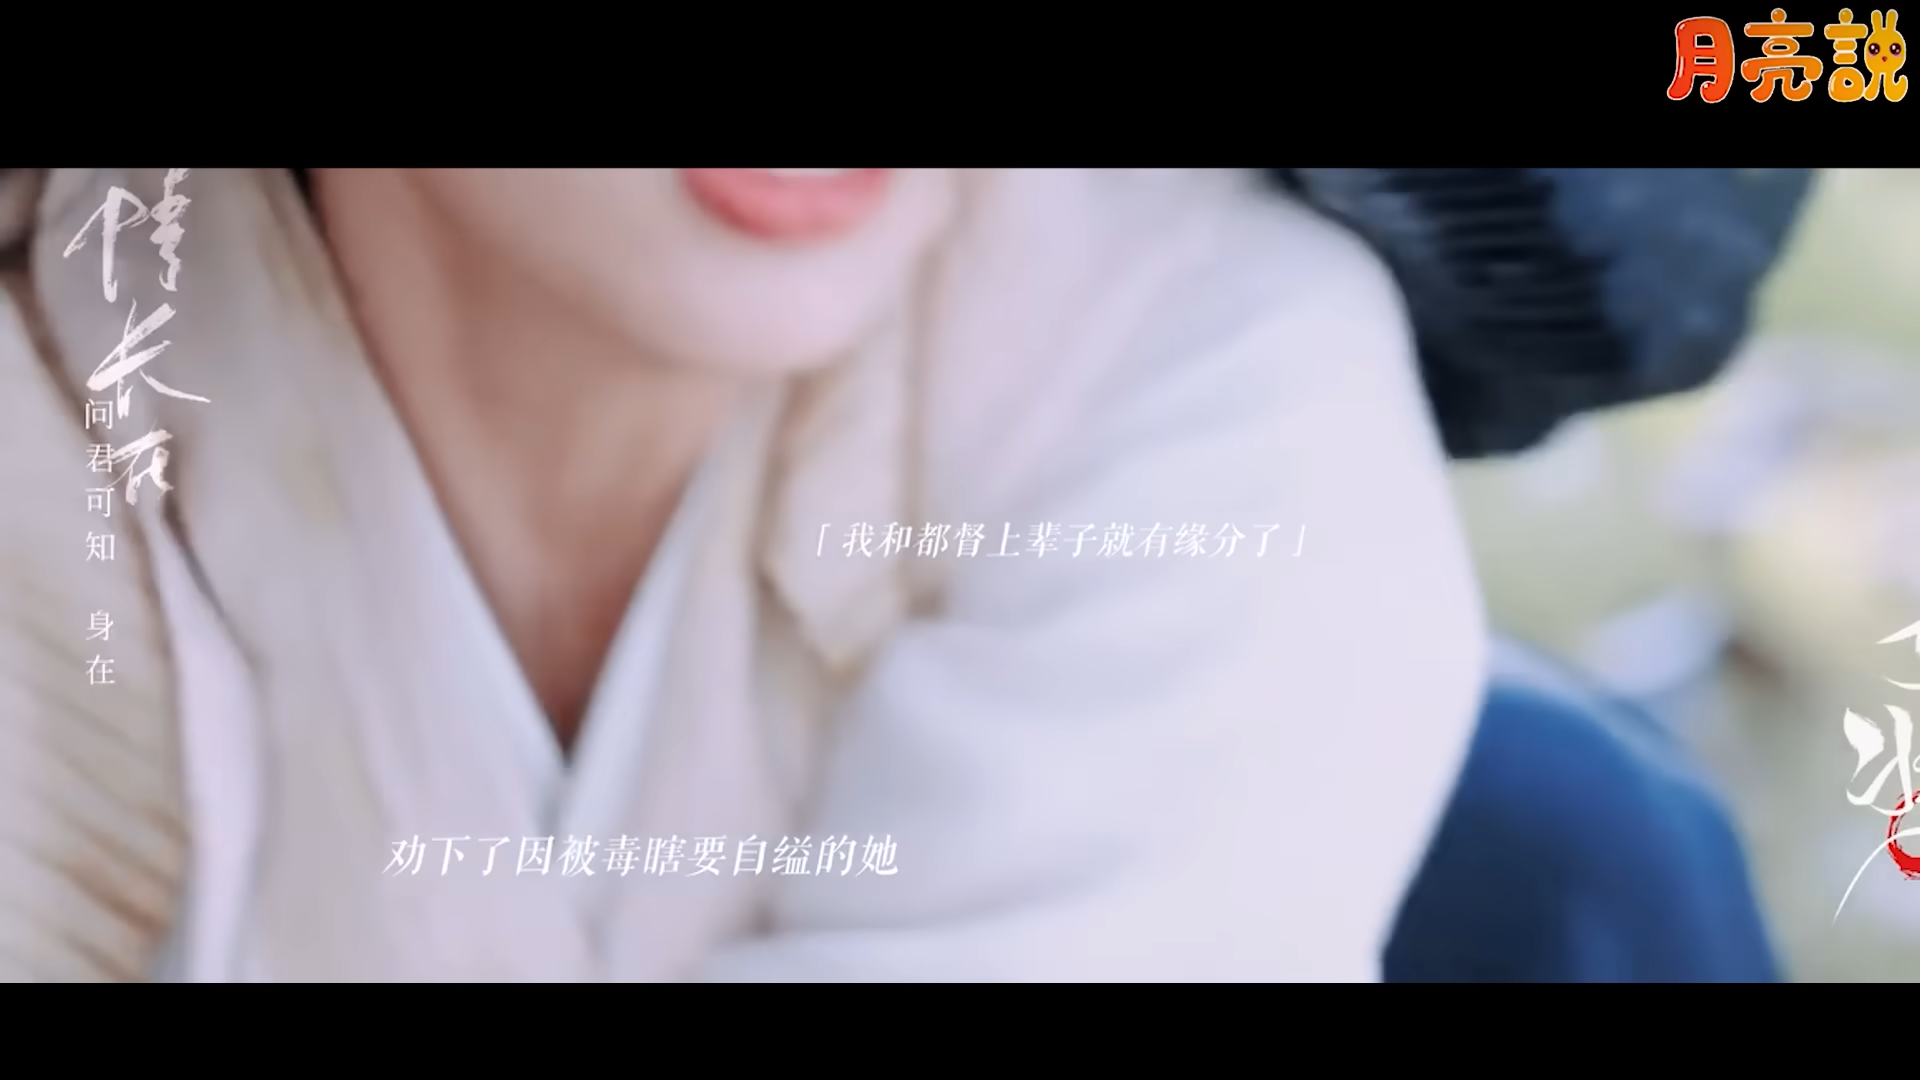 月亮説
情长在
问君可知 身在
「我和都督上辈子就有缘分了」
劝下了因被毒瞎要自缢的她